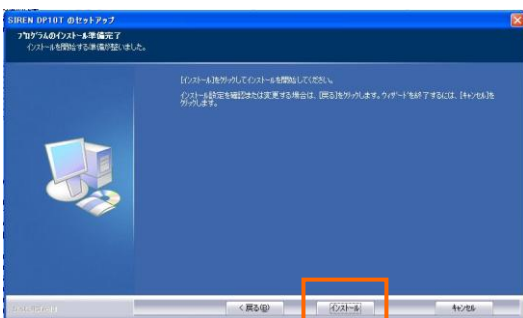 SIREN DP10T のセットアップ
プログラムのインストール準備完了
インストールを開始する準備が整いました。
[インストール]をクリックしてインストールを開始してください。
インストール設定を確認または変更する場合は、[戻る]をクリックします。ウィザードを終了するには、[キャンセル]を
クリックします。
InstallShield
< 戻る(B)
インストール
キャンセル